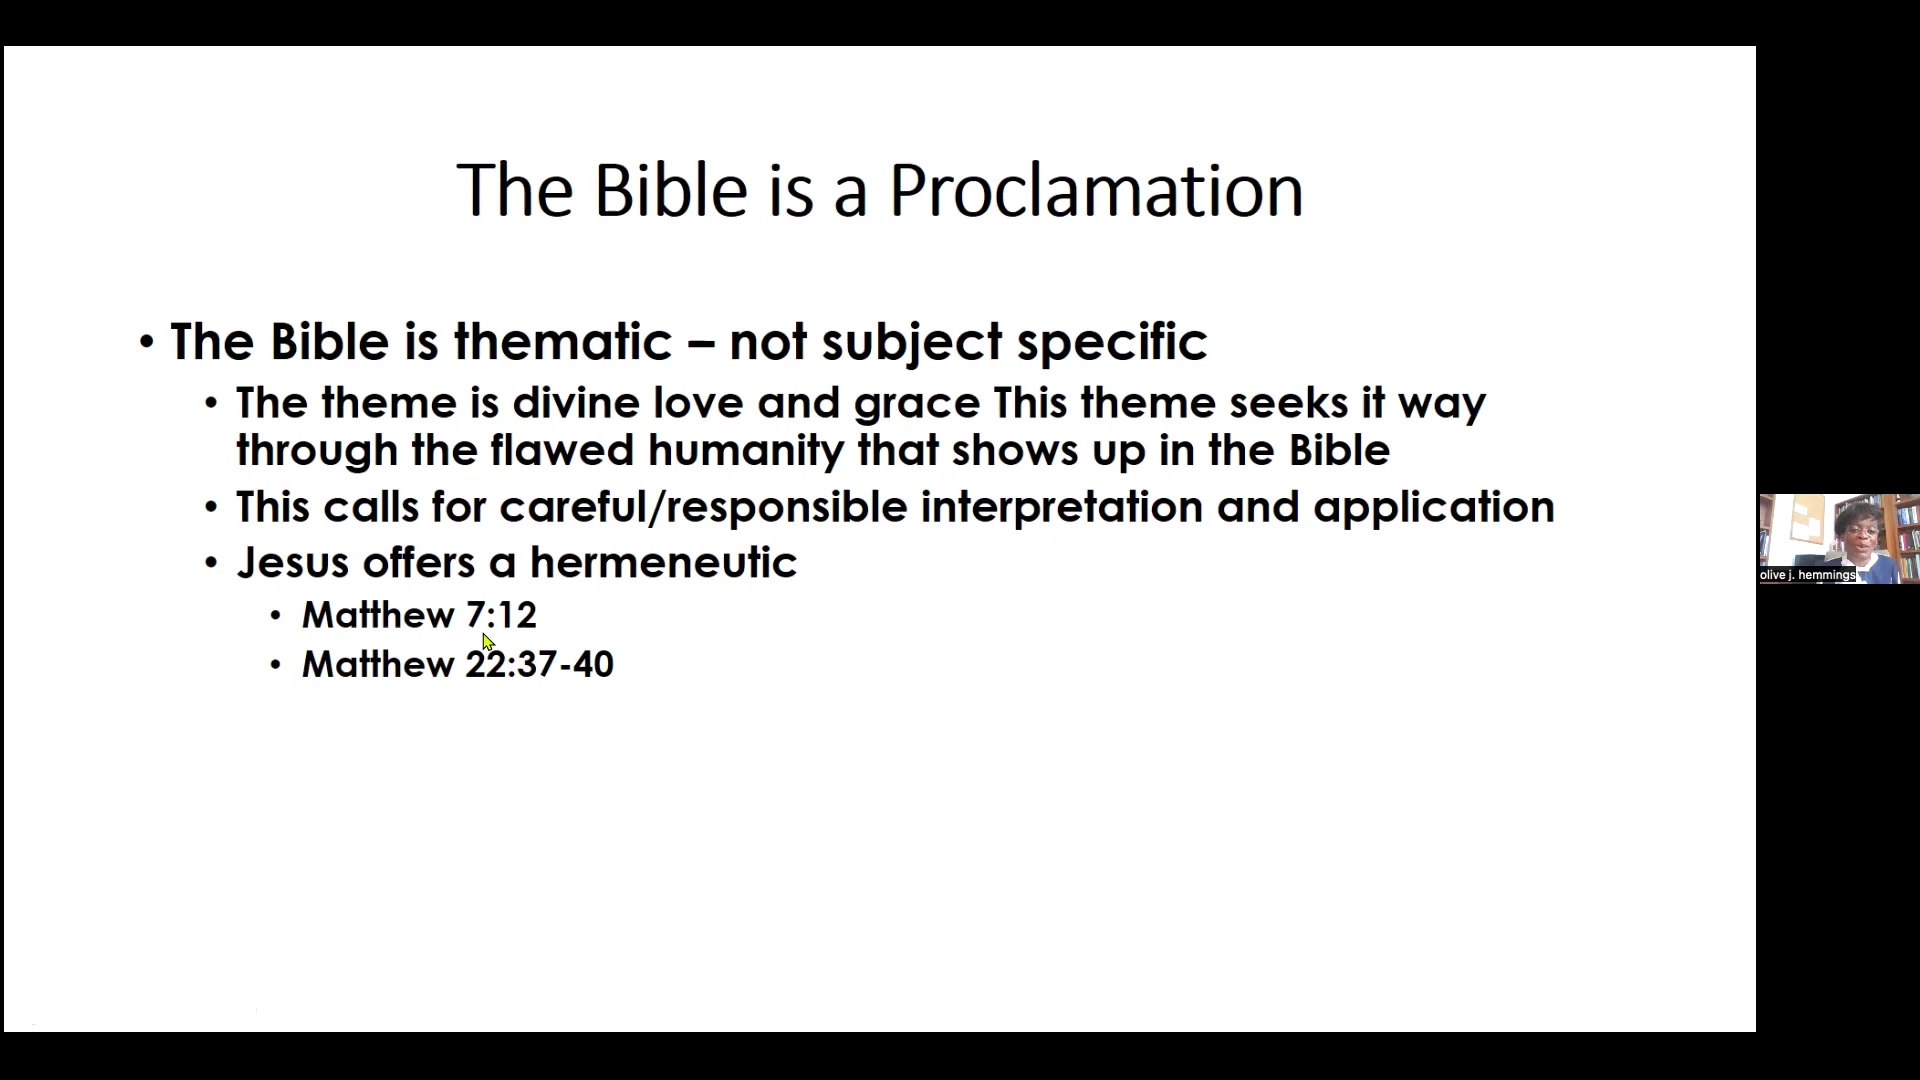 The Bible is a Proclamation
• The Bible is thematic – not subject specific
• The theme is divine love and grace This theme seeks it way
through the flawed humanity that shows up in the Bible
• This calls for careful/responsible interpretation and application
• Jesus offers a hermeneutic
• Matthew 7:12
• Matthew 22:37-40
olive j. hemmings